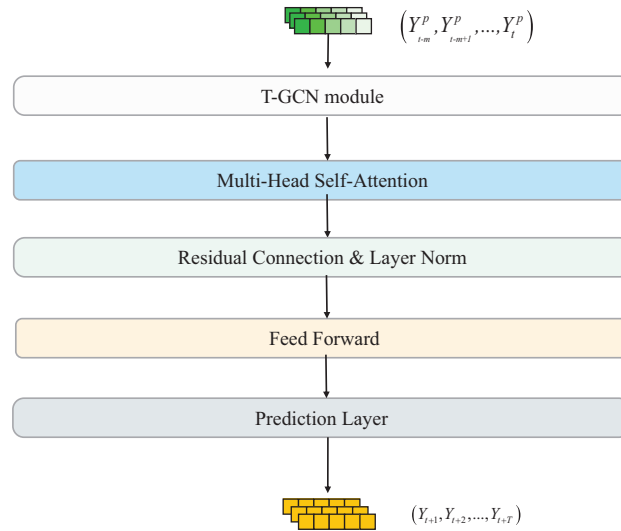 (Y^p_{t-m}, Y^p_{t-m+1}, ..., Y^p_t)
T-GCN module
Multi-Head Self-Attention
Residual Connection & Layer Norm
Feed Forward
Prediction Layer
(Y_{t+1}, Y_{t+2}, ..., Y_{t+T})